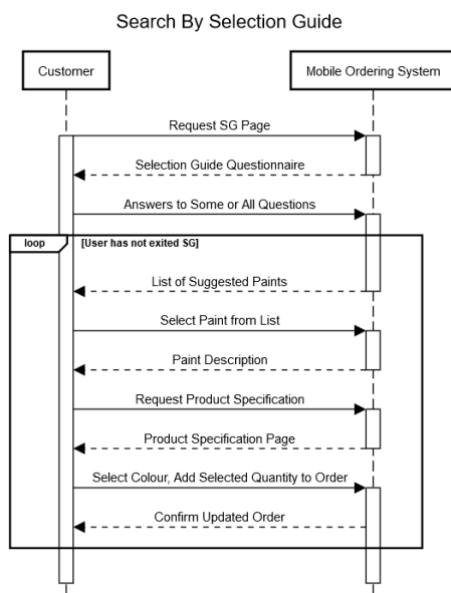 Search By Selection Guide
Customer
Mobile Ordering System
Request SG Page
Selection Guide Questionnaire
Answers to Some or All Questions
loop
[User has not exited SG]
List of Suggested Paints
Select Paint from List
Paint Description
Request Product Specification
Product Specification Page
Select Colour, Add Selected Quantity to Order
Confirm Updated Order